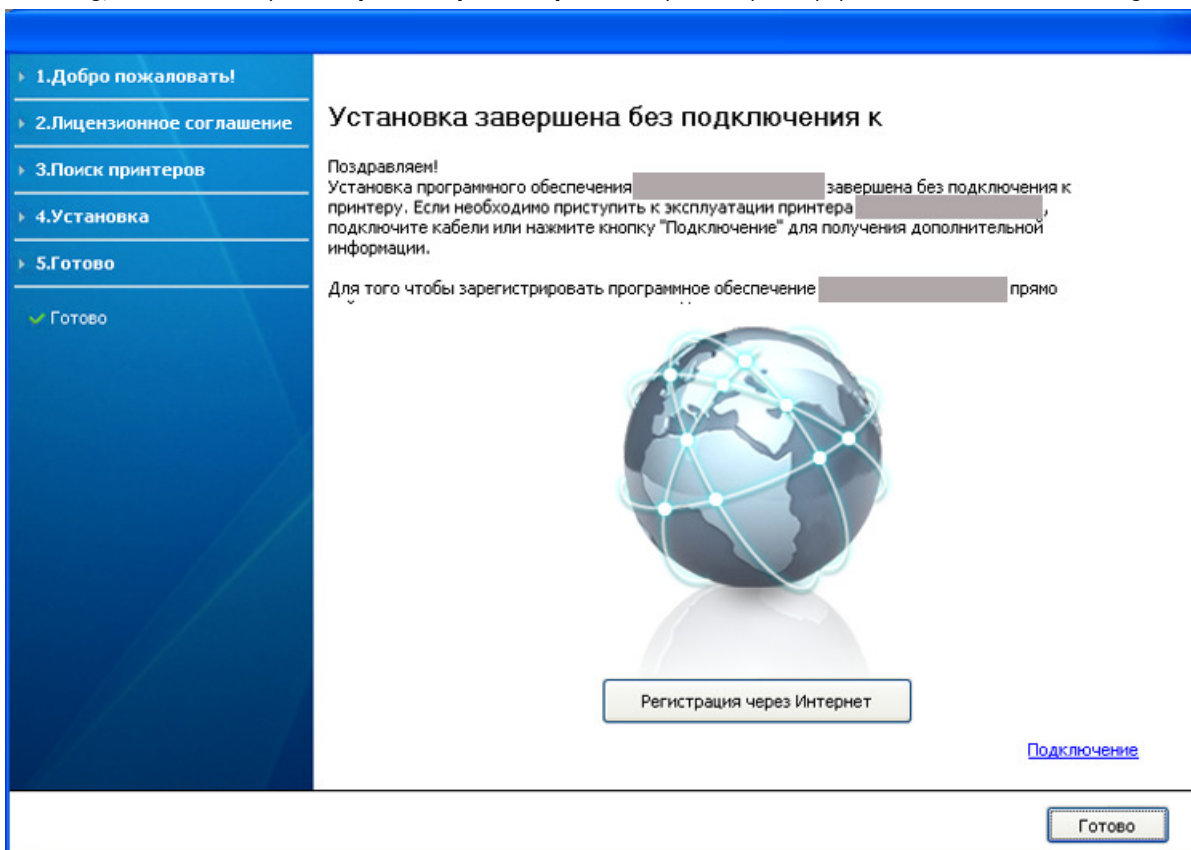 1.Добро пожаловать!
2.Лицензионное соглашение
3.Поиск принтеров
4.Установка
5.Готово
Готово
Установка завершена без подключения к
Поздравляем!
Установка программного обеспечения завершена без подключения к
принтеру. Если необходимо приступить к эксплуатации принтера ,
подключите кабели или нажмите кнопку "Подключение" для получения дополнительной
информации.
Для того чтобы зарегистрировать программное обеспечение прямо
Регистрация через Интернет
Подключение
Готово